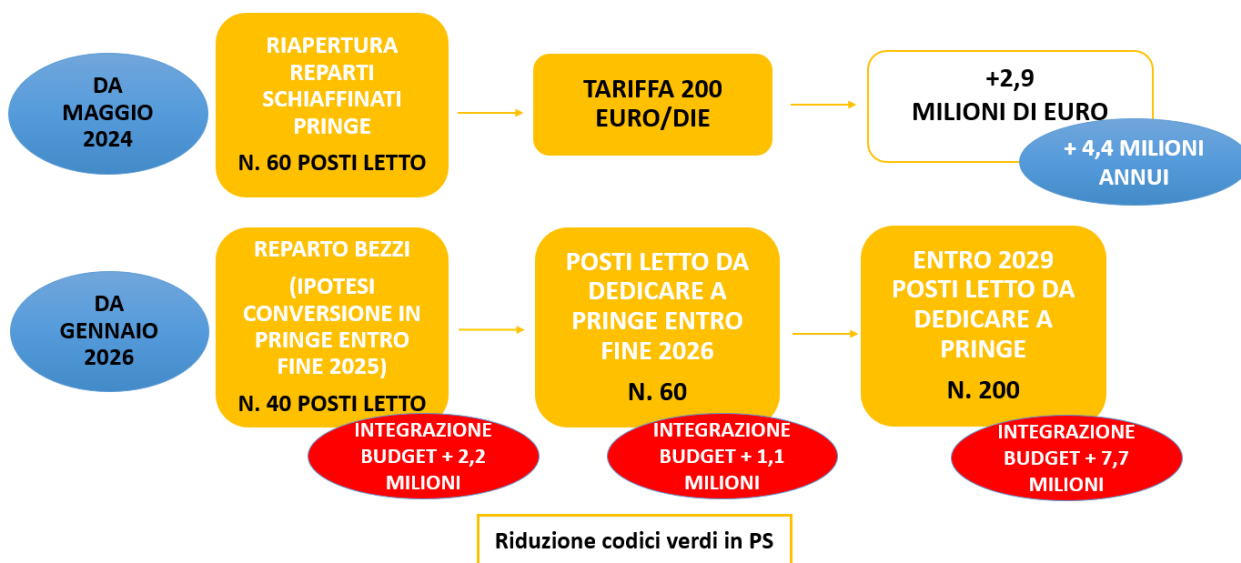 DA
MAGGIO
2024
RIAPERTURA
REPARTI
SCHIAFFINATI
PRINGE
N. 60 POSTI LETTO
TARIFFA 200
EURO/DIE
+2,9
MILIONI DI EURO
+ 4,4 MILIONI
ANNUI
DA
GENNAIO
2026
REPARTO BEZZI
(IPOTESI
CONVERSIONE IN
PRINGE ENTRO
FINE 2025)
N. 40 POSTI LETTO
INTEGRAZIONE
BUDGET + 2,2
MILIONI
POSTI LETTO DA
DEDICARE A
PRINGE ENTRO
FINE 2026
N. 60
INTEGRAZIONE
BUDGET + 1,1
MILIONI
ENTRO 2029
POSTI LETTO DA
DEDICARE A
PRINGE
N. 200
INTEGRAZIONE
BUDGET + 7,7
MILIONI
Riduzione codici verdi in PS